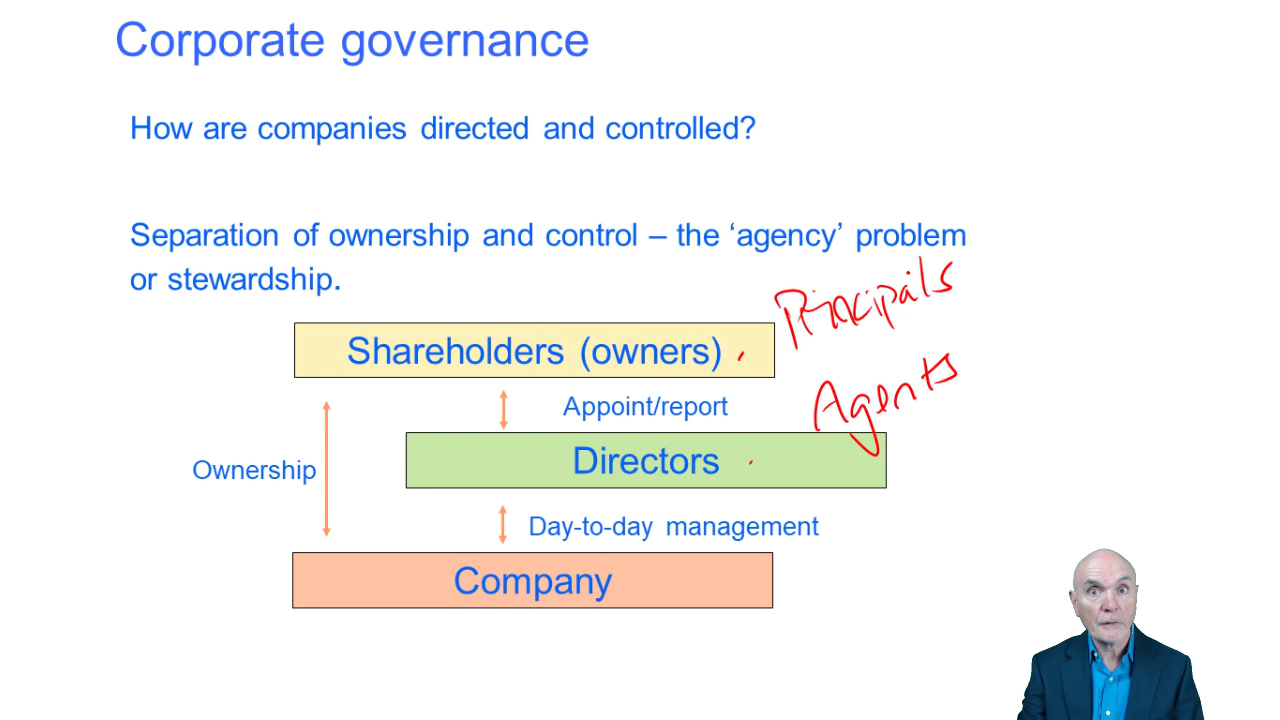 Corporate governance
How are companies directed and controlled?
Separation of ownership and control – the ‘agency’ problem
or stewardship.
Principals
Shareholders (owners)
Agents
Appoint/report
Directors
Ownership
Day-to-day management
Company